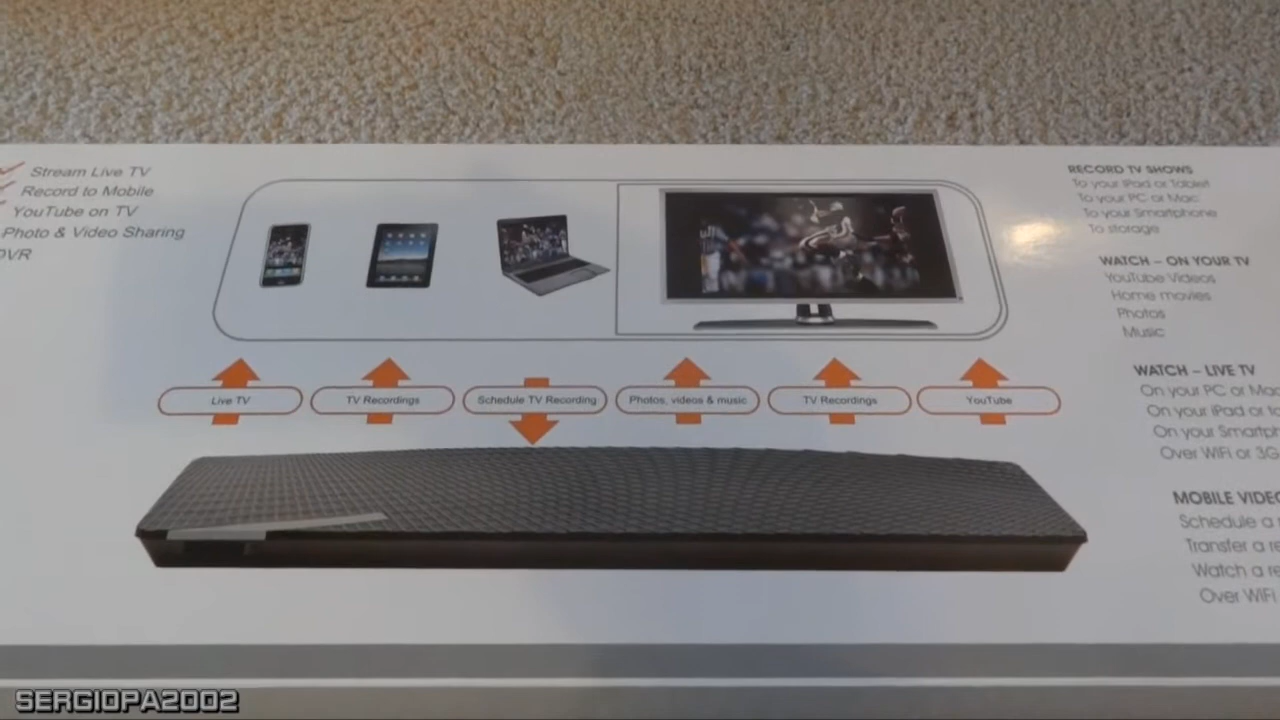 Stream Live TV
Record to Mobile
YouTube on TV
Photo & Video Sharing
DVR
RECORD TV SHOWS
To your iPad or Tablet
To your PC or Mac
To your Smartphone
To storage
WATCH – ON YOUR TV
YouTube Videos
Home movies
Photos
Music
WATCH – LIVE TV
On your PC or Mac
On your iPad or
On your
Over WiFi or 3G
MOBILE
Schedule a
Transfer a
Watch a
Over WiFi
Live TV
TV Recordings
Schedule TV Recording
Photos, videos & music
TV Recordings
YouTube
SERGIOPA2002